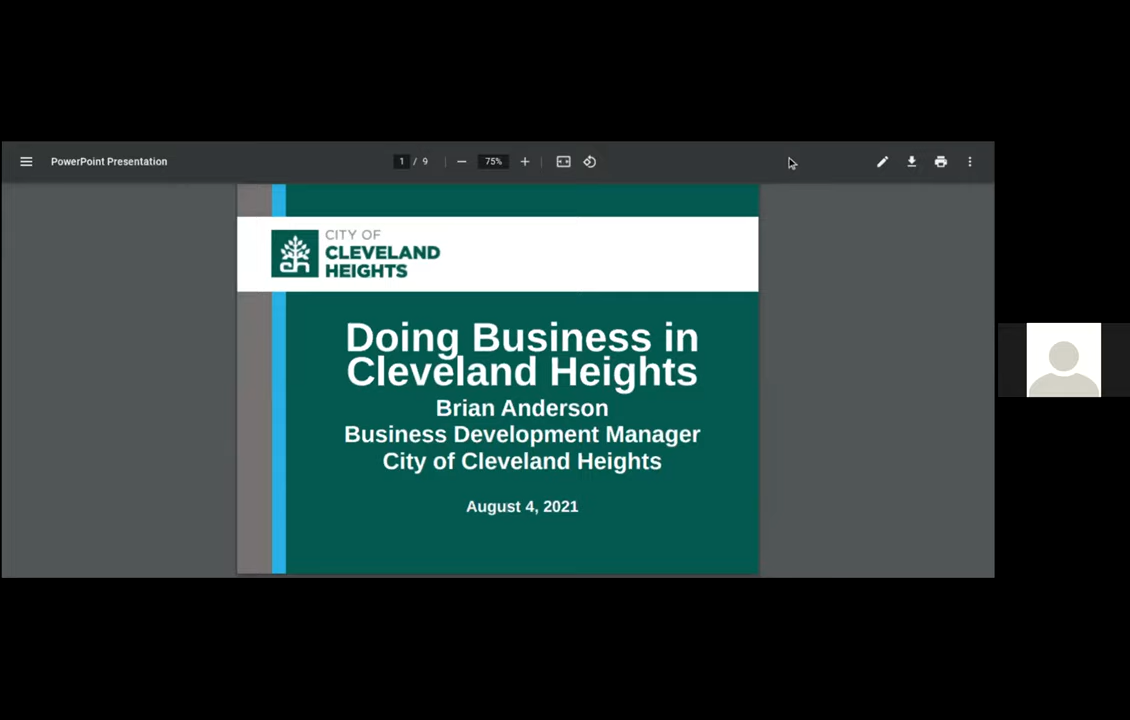 PowerPoint Presentation
1 / 9
75%
CITY OF
CLEVELAND
HEIGHTS
Doing Business in
Cleveland Heights
Brian Anderson
Business Development Manager
City of Cleveland Heights
August 4, 2021